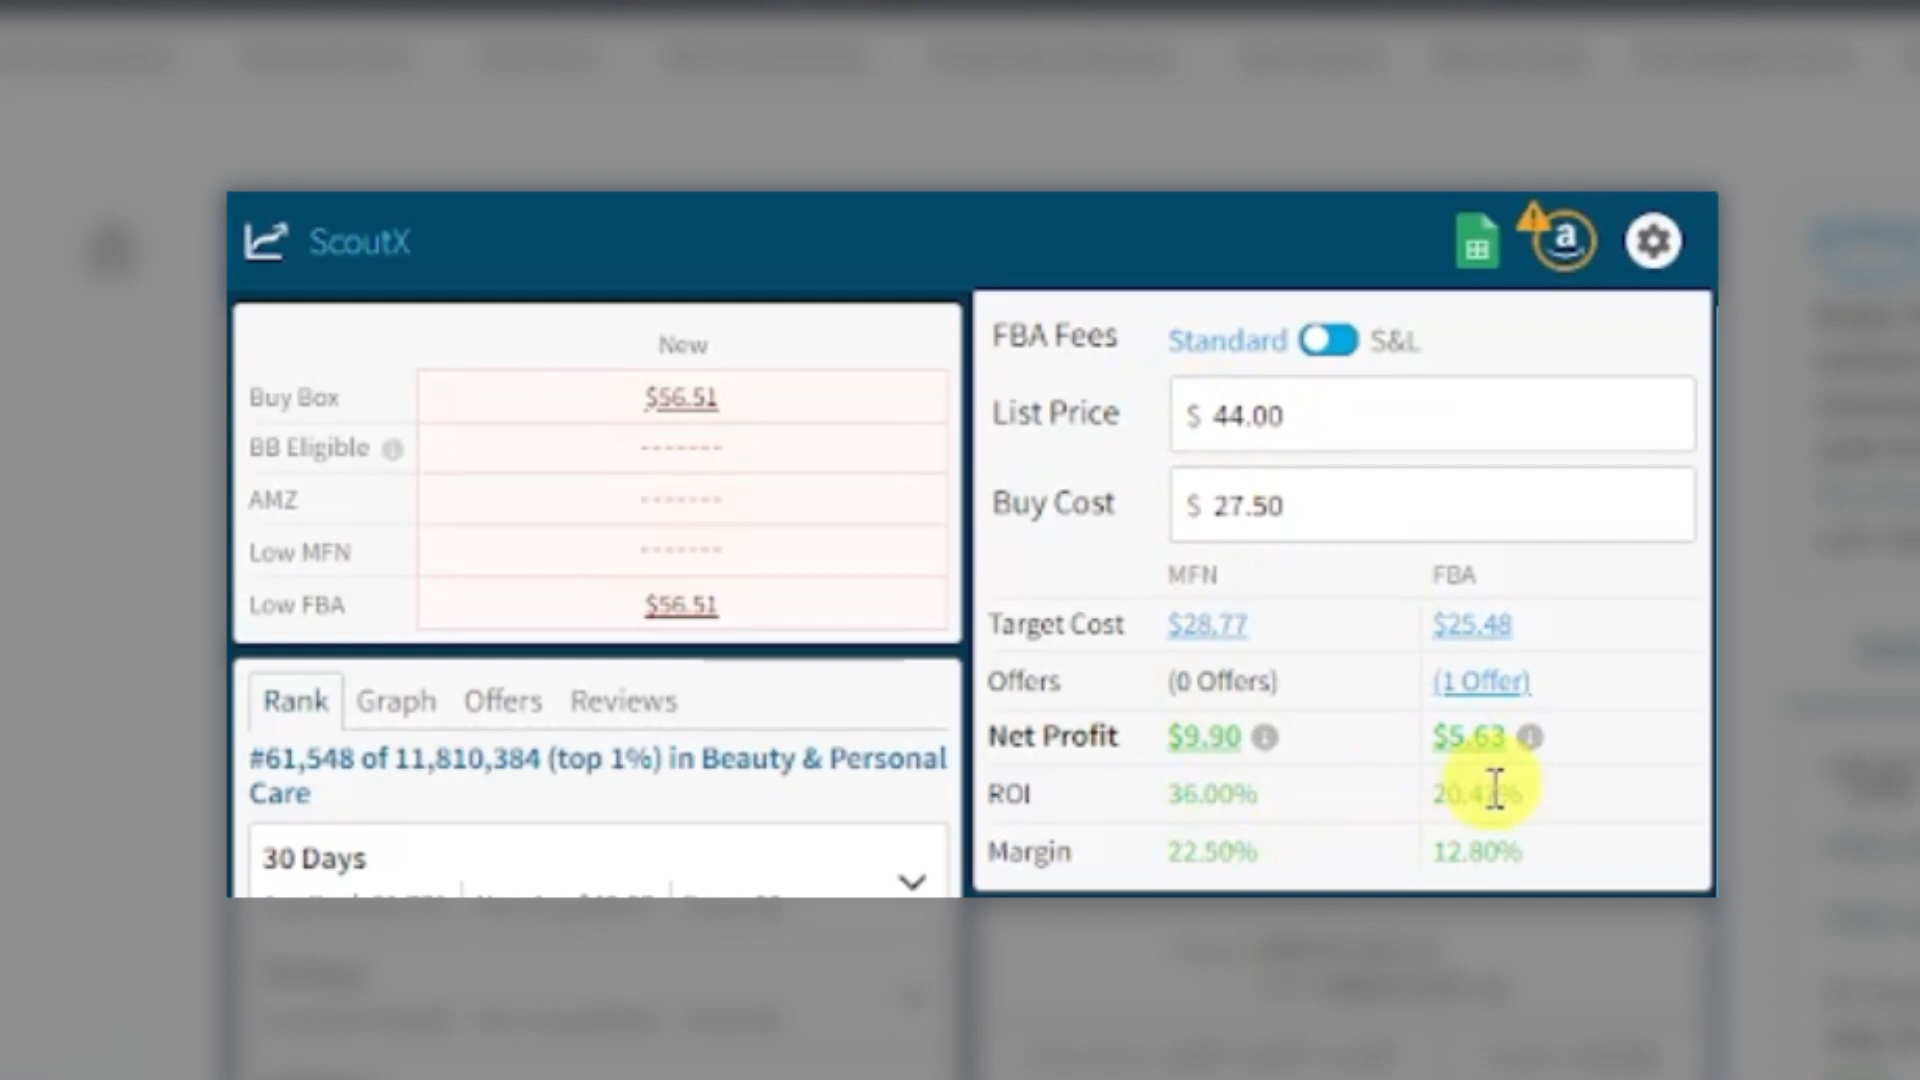 ScoutX
New
Buy Box $56.51
BB Eligible -------
AMZ -------
Low MFN -------
Low FBA $56.51
Rank Graph Offers Reviews
#61,548 of 11,810,384 (top 1%) in Beauty & Personal
Care
30 Days
FBA Fees Standard S&L
List Price $ 44.00
Buy Cost $ 27.50
MFN FBA
Target Cost $28.77 $25.48
Offers (0 Offers) (1 Offer)
Net Profit $9.90 $5.63
ROI 36.00%
Margin 22.50% 12.80%